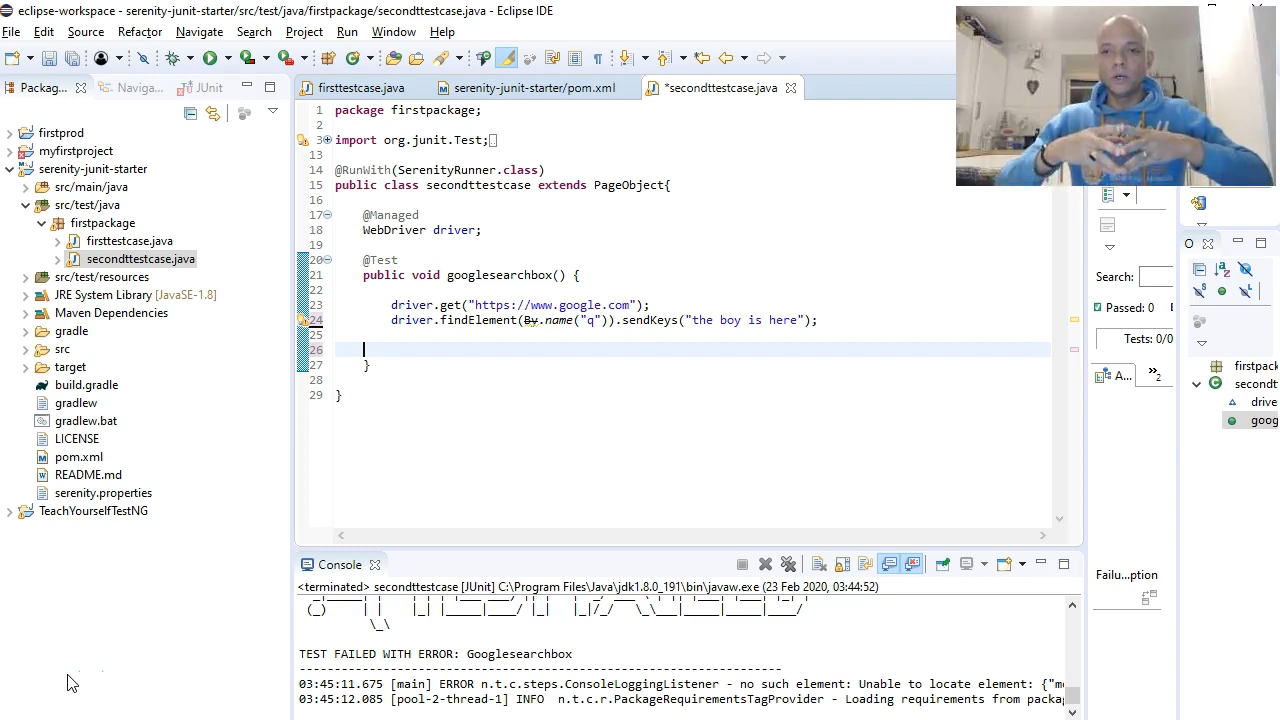 eclipse-workspace - serenity-junit-starter/src/test/java/firstpackage/secondttestcase.java - Eclipse IDE
File Edit Source Refactor Navigate Search Project Run Window Help
Packag... Naviga... JUnit
firsttestcase.java serenity-junit-starter/pom.xml *secondttestcase.java
firstprod
myfirstproject
serenity-junit-starter
src/main/java
src/test/java
firstpackage
firsttestcase.java
secondttestcase.java
src/test/resources
JRE System Library [JavaSE-1.8]
Maven Dependencies
gradle
src
target
build.gradle
gradlew
gradlew.bat
LICENSE
pom.xml
README.md
serenity.properties
TeachYourselfTestNG
1 package firstpackage;
2
3 import org.junit.Test;
13
14 @RunWith(SerenityRunner.class)
15 public class secondttestcase extends PageObject{
16
17 @Managed
18 WebDriver driver;
19
20 @Test
21 public void googlesearchbox() {
22
23 driver.get("https://www.google.com");
24 driver.findElement(By.name("q")).sendKeys("the boy is here");
25
26
27 }
28
29 }
Console
<terminated> secondttestcase [JUnit] C:\Program Files\Java\jdk1.8.0_191\bin\javaw.exe (23 Feb 2020, 03:44:52)
TEST FAILED WITH ERROR: Googlesearchbox
------------------------------------------------------------------
03:45:11.675 [main] ERROR n.t.c.steps.ConsoleLoggingListener - no such element: Unable to locate element: {"me
03:45:12.085 [pool-2-thread-1] INFO n.t.c.r.PackageRequirementsTagProvider - Loading requirements from packag
Search:
Passed: 0
Tests: 0/0
A... 2
Failu...ption
O
firstpack
secondt
drive
goog